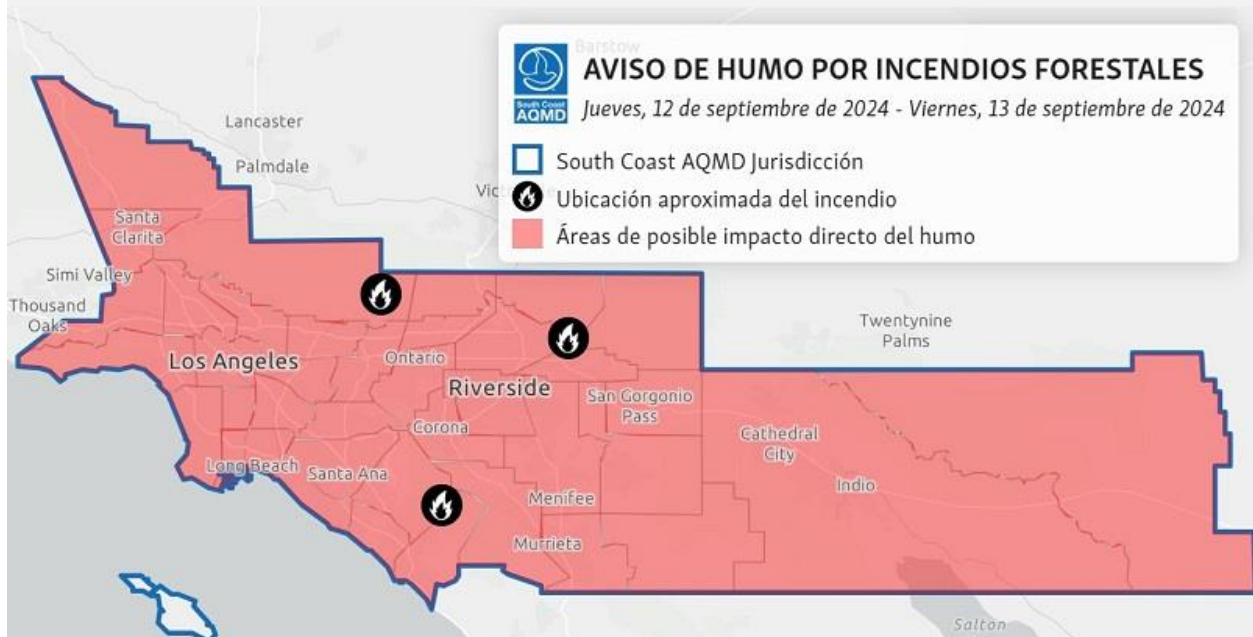 Barstow
South Coast
AQMD
AVISO DE HUMO POR INCENDIOS FORESTALES
Jueves, 12 de septiembre de 2024 - Viernes, 13 de septiembre de 2024
South Coast AQMD Jurisdicción
Ubicación aproximada del incendio
Áreas de posible impacto directo del humo
Lancaster
Palmdale
Santa
Clarita
Simi Valley
Thousand
Oaks
Los Angeles
Ontario
Riverside
San Gorgonio
Pass
Twentynine
Palms
Corona
Cathedral
City
Long Beach
Santa Ana
Indio
Menifee
Murrieta
Salton